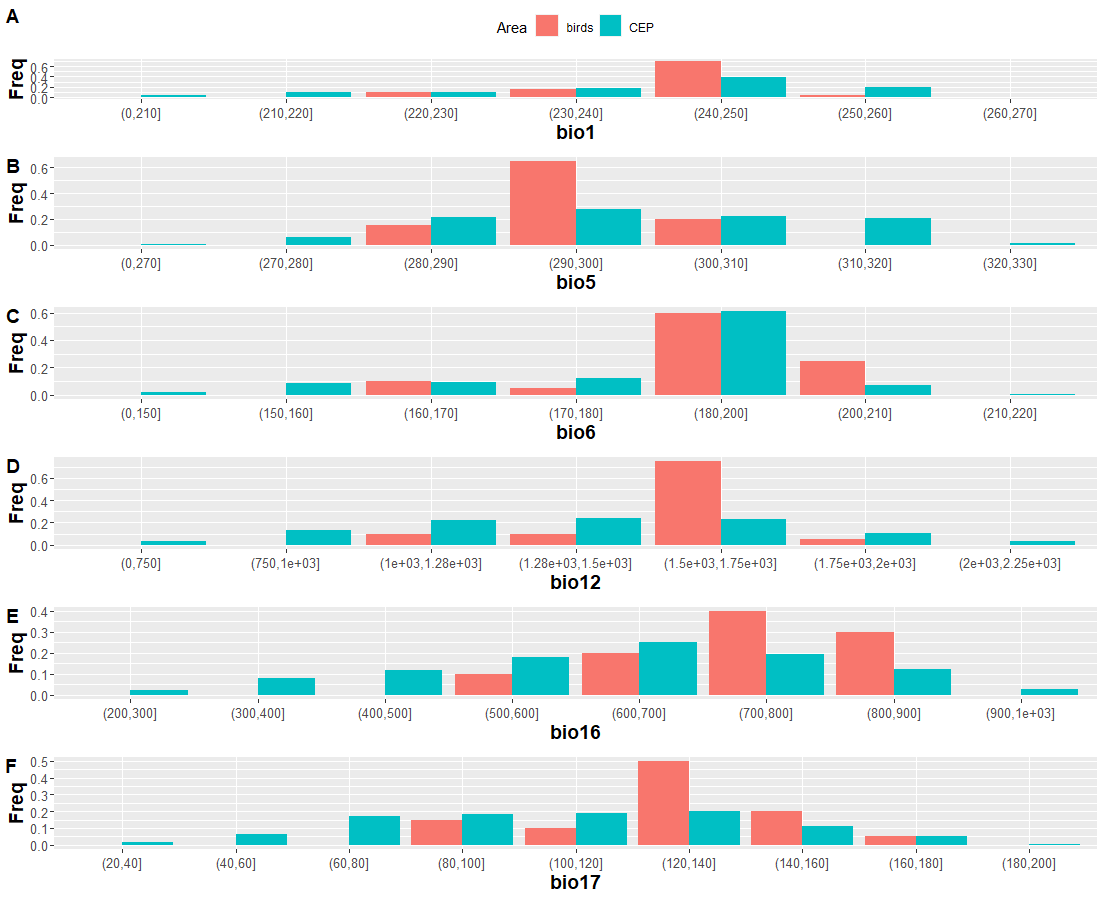 A
Area birds CEP
Freq
0.6
0.4
0.2
0.0
(0,210] (210,220] (220,230] (230,240] (240,250] (250,260] (260,270]
bio1
B
Freq
0.6
0.4
0.2
0.0
(0,270] (270,280] (280,290] (290,300] (300,310] (310,320] (320,330]
bio5
C
Freq
0.6
0.4
0.2
0.0
(0,150] (150,160] (160,170] (170,180] (180,200] (200,210] (210,220]
bio6
D
Freq
0.6
0.4
0.2
0.0
(0,750] (750,1e+03] (1e+03,1.28e+03] (1.28e+03,1.5e+03] (1.5e+03,1.75e+03] (1.75e+03,2e+03] (2e+03,2.25e+03]
bio12
E
Freq
0.4
0.3
0.2
0.1
0.0
(200,300] (300,400] (400,500] (500,600] (600,700] (700,800] (800,900] (900,1e+03]
bio16
F
Freq
0.5
0.4
0.3
0.2
0.1
0.0
(20,40] (40,60] (60,80] (80,100] (100,120] (120,140] (140,160] (160,180] (180,200]
bio17